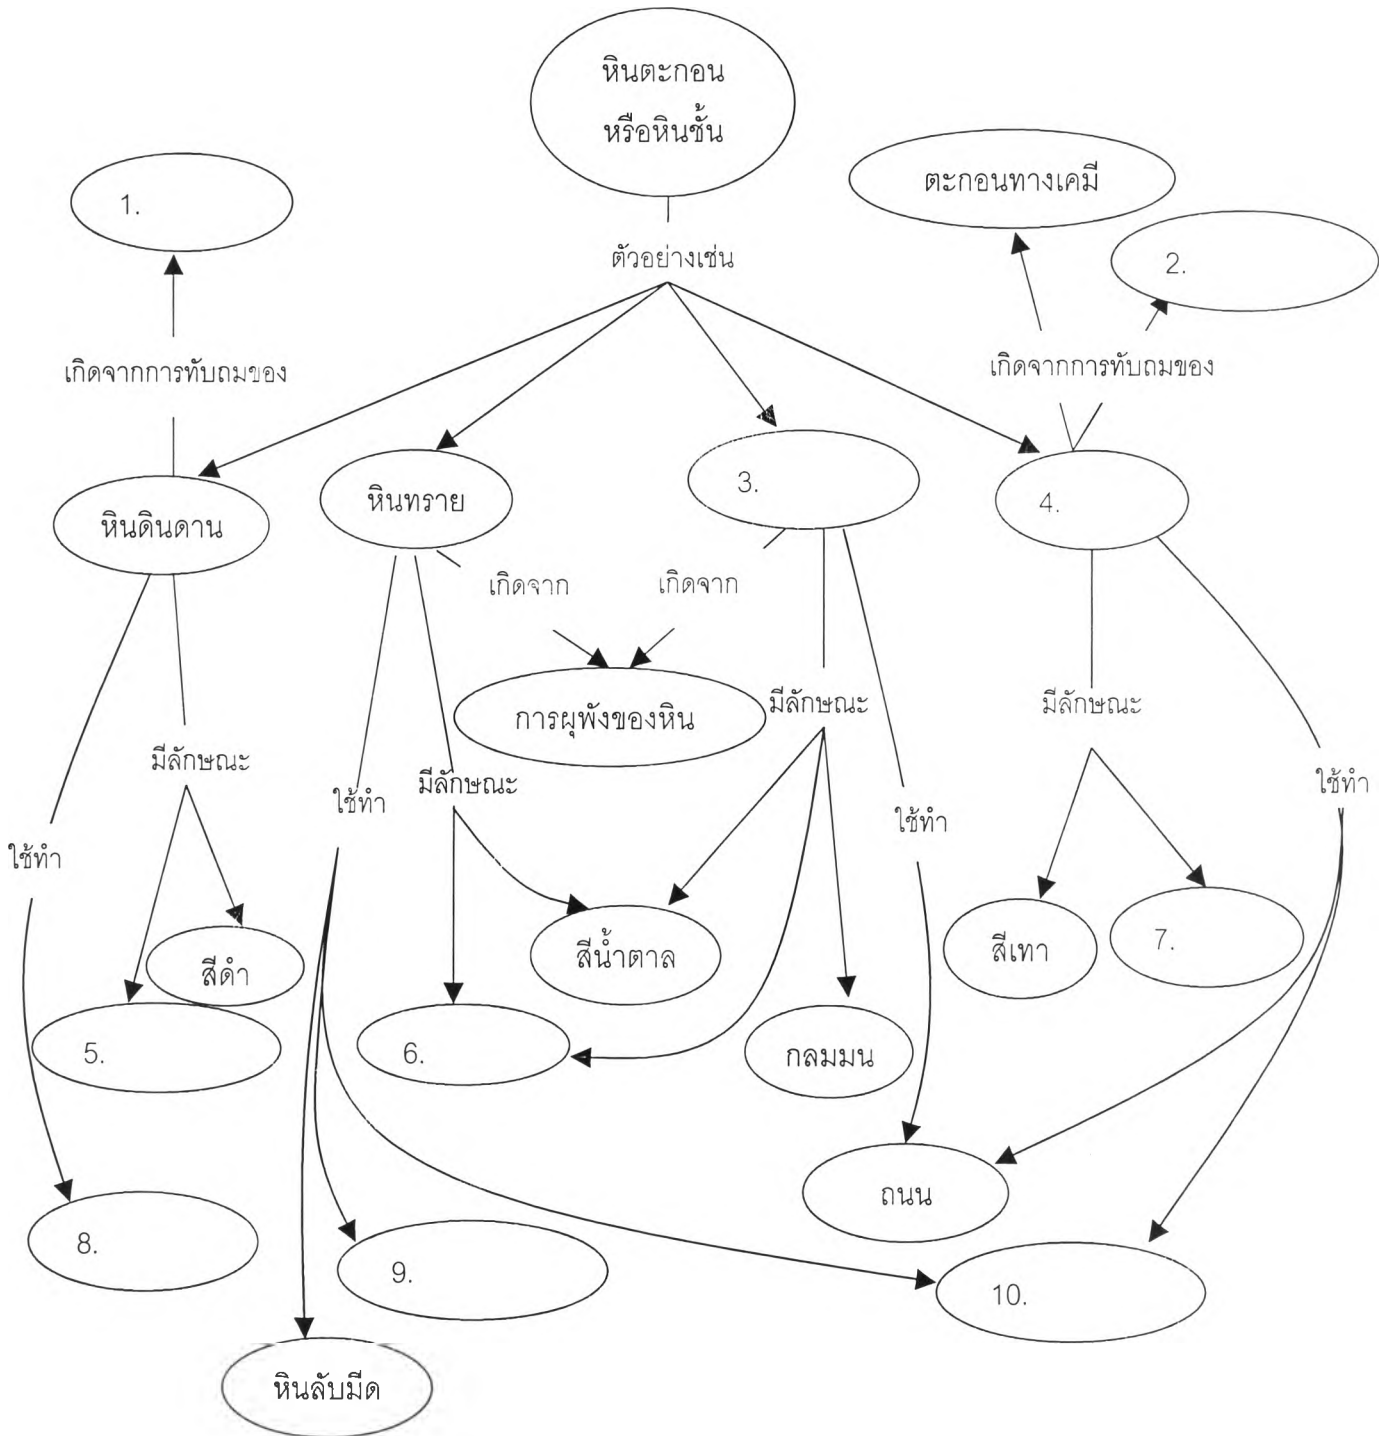 หินตะกอน
หรือหินชั้น
1.
ตะกอนทางเคมี
2.
ตัวอย่างเช่น
เกิดจากการทับถมของ
เกิดจากการทับถมของ
หินดินดาน
หินทราย
3.
4.
เกิดจาก
เกิดจาก
การผุพังของหิน
มีลักษณะ
มีลักษณะ
มีลักษณะ
มีลักษณะ
ใช้ทำ
ใช้ทำ
ใช้ทำ
ใช้ทำ
สีดำ
สีน้ำตาล
สีเทา
7.
5.
6.
กลมมน
ถนน
8.
9.
10.
หินลับมีด